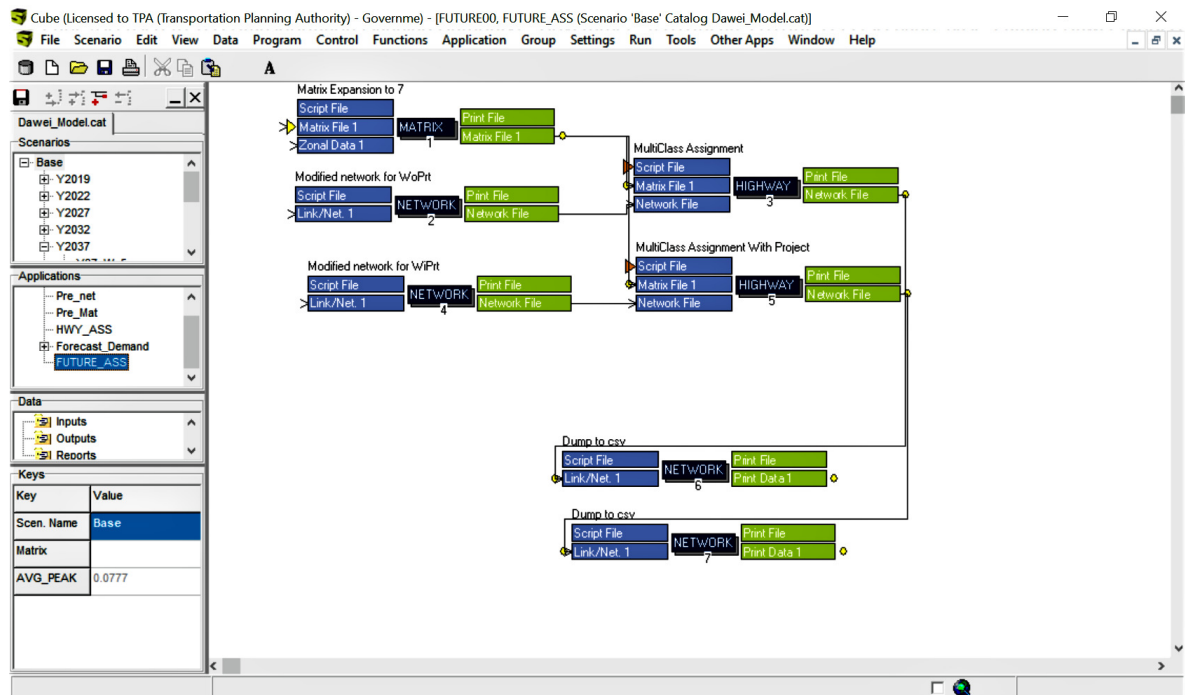 Cube (Licensed to TPA (Transportation Planning Authority) - Governme) - [FUTURE00, FUTURE_ASS (Scenario 'Base' Catalog Dawei_Model.cat)]
File Scenario Edit View Data Program Control Functions Application Group Settings Run Tools Other Apps Window Help
A
Dawei_Model.cat
Scenarios
Base
Y2019
Y2022
Y2027
Y2032
Y2037
Applications
Pre_net
Pre_Mat
HWY_ASS
Forecast_Demand
FUTURE_ASS
Data
Inputs
Outputs
Reports
Keys
Key Value
Scen. Name Base
Matrix
AVG_PEAK 0.0777
Matrix Expansion to 7
Script File
Matrix File 1
Zonal Data 1
MATRIX
1
Print File
Matrix File 1
Modified network for WoPrt
Script File
Link/Net. 1
NETWORK
2
Print File
Network File
MultiClass Assignment
Script File
Matrix File 1
Network File
HIGHWAY
3
Print File
Network File
Modified network for WiPrt
Script File
Link/Net. 1
NETWORK
4
Print File
Network File
MultiClass Assignment With Project
Script File
Matrix File 1
Network File
HIGHWAY
5
Print File
Network File
Dump to csv
Script File
Link/Net. 1
NETWORK
6
Print File
Print Data 1
Dump to csv
Script File
Link/Net. 1
NETWORK
7
Print File
Print Data 1